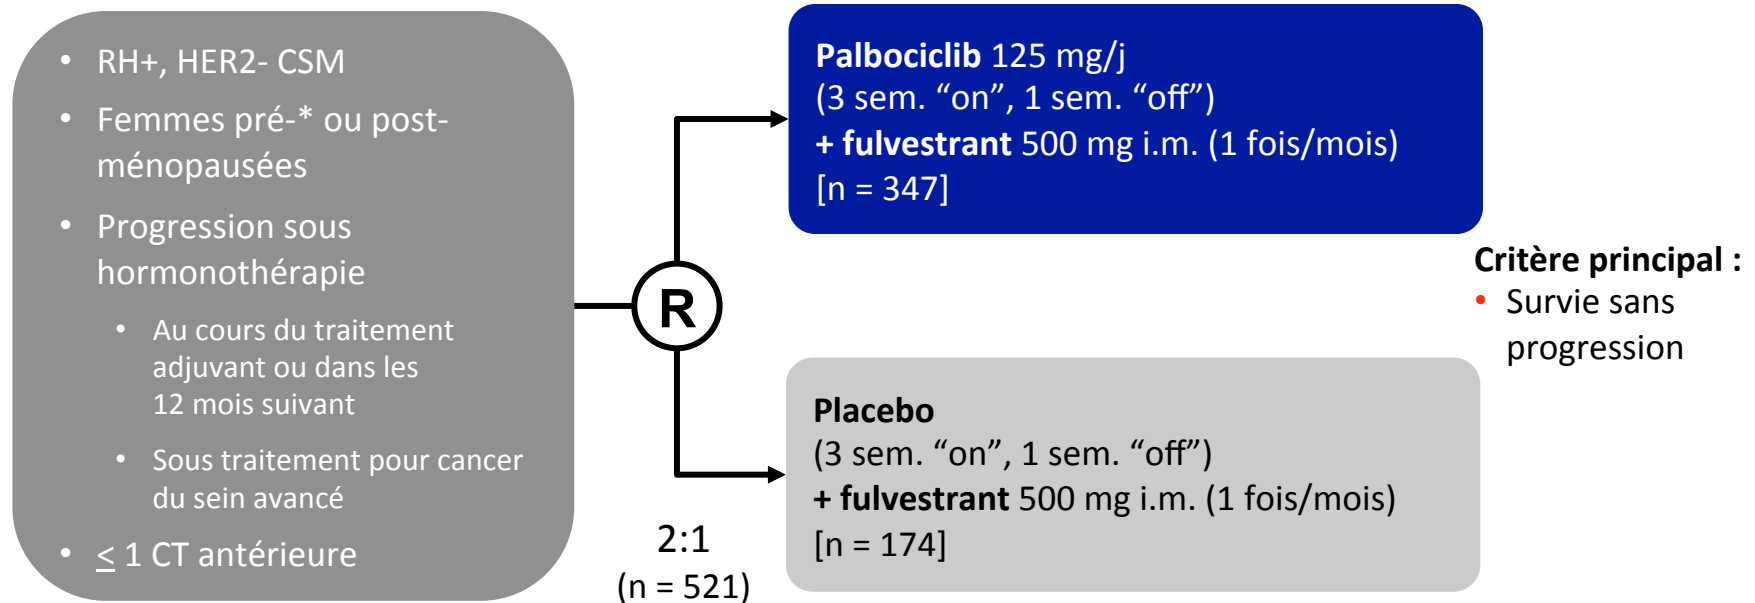 • RH+, HER2- CSM
• Femmes pré-* ou post-
ménopausées
• Progression sous
hormonothérapie
• Au cours du traitement
adjuvant ou dans les
12 mois suivant
• Sous traitement pour cancer
du sein avancé
• ≤ 1 CT antérieure
R
2:1
(n = 521)
Palbociclib 125 mg/j
(3 sem. “on”, 1 sem. “off”)
+ fulvestrant 500 mg i.m. (1 fois/mois)
[n = 347]
Placebo
(3 sem. “on”, 1 sem. “off”)
+ fulvestrant 500 mg i.m. (1 fois/mois)
[n = 174]
Critère principal :
• Survie sans
progression